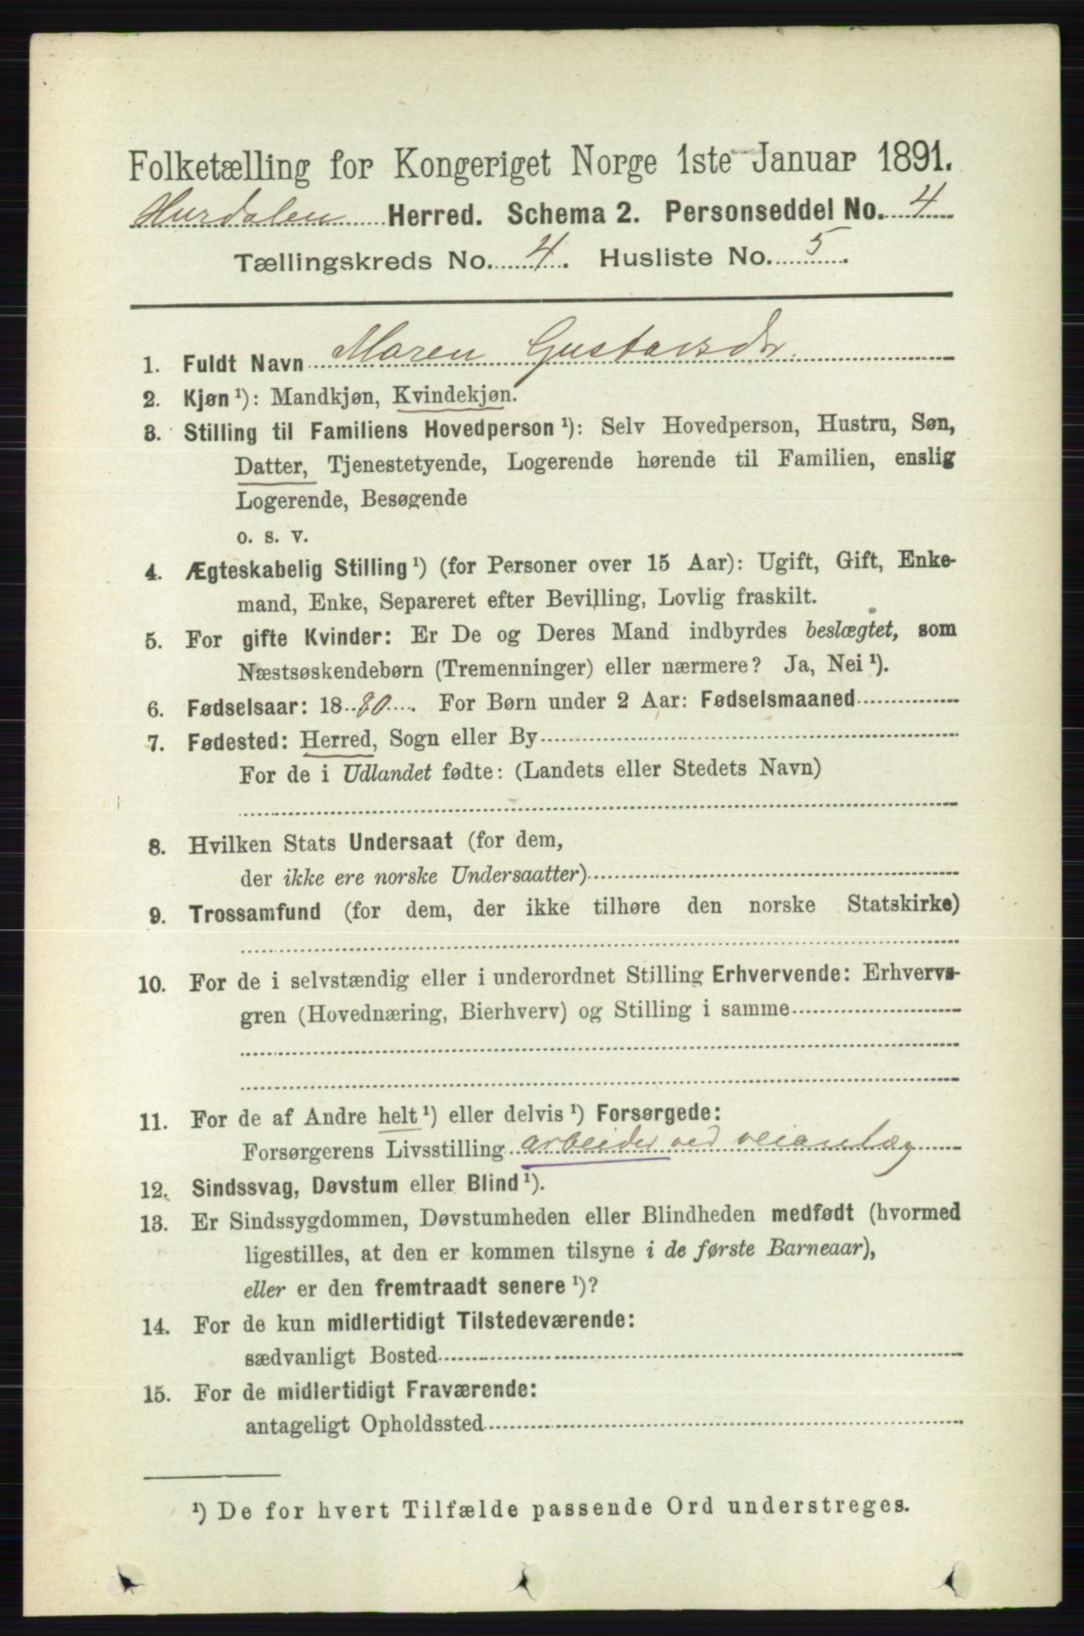 Folketælling for Kongeriget Norge 1ste Januar 1891.
Hurdalen Herred. Schema 2. Personseddel No. 4
Tællingskreds No. 4. Husliste No. 5.
1. Fuldt Navn Maren Gustavsdr.
2. Kjøn ¹): Mandkjøn, Kvindekjøn.
3. Stilling til Familiens Hovedperson ¹): Selv Hovedperson, Hustru, Søn,
Datter, Tjenestetyende, Logerende hørende til Familien, enslig
Logerende, Besøgende
o. s. v.
4. Ægteskabelig Stilling ¹) (for Personer over 15 Aar): Ugift, Gift, Enke-
mand, Enke, Separeret efter Bevilling, Lovlig fraskilt.
5. For gifte Kvinder: Er De og Deres Mand indbyrdes beslægtet, som
Næstsøskendebørn (Tremenninger) eller nærmere? Ja, Nei ¹).
6. Fødselsaar: 1880. For Børn under 2 Aar: Fødselsmaaned
7. Fødested: Herred, Sogn eller By
For de i Udlandet fødte: (Landets eller Stedets Navn)
8. Hvilken Stats Undersaat (for dem,
der ikke ere norske Undersaatter)
9. Trossamfund (for dem, der ikke tilhøre den norske Statskirke)
10. For de i selvstændig eller i underordnet Stilling Erhvervende: Erhvervs-
gren (Hovednæring, Bierhverv) og Stilling i samme
11. For de af Andre helt ¹) eller delvis ¹) Forsørgede:
Forsørgerens Livsstilling arbeider ved veianlæg
12. Sindssvag, Døvstum eller Blind ¹).
13. Er Sindssygdommen, Døvstumheden eller Blindheden medfødt (hvormed
ligestilles, at den er kommen tilsyne i de første Barneaar),
eller er den fremtraadt senere ¹)?
14. For de kun midlertidigt Tilstedeværende:
sædvanligt Bosted
15. For de midlertidigt Fraværende:
antageligt Opholdssted
¹) De for hvert Tilfælde passende Ord understreges.